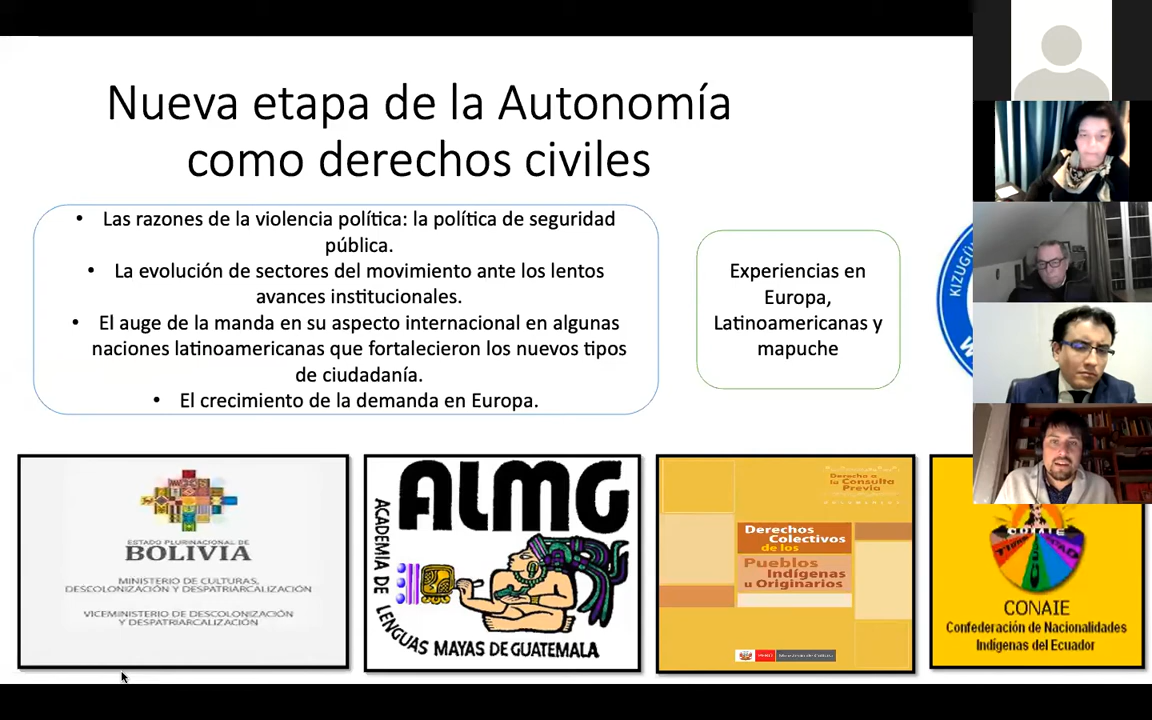 Nueva etapa de la Autonomía
como derechos civiles
• Las razones de la violencia política: la política de seguridad
pública.
• La evolución de sectores del movimiento ante los lentos
avances institucionales.
• El auge de la manda en su aspecto internacional en algunas
naciones latinoamericanas que fortalecieron los nuevos tipos
de ciudadanía.
• El crecimiento de la demanda en Europa.
Experiencias en
Europa,
Latinoamericanas y
mapuche
KIZUGÜ
ESTADO PLURINACIONAL DE
BOLIVIA
MINISTERIO DE CULTURAS,
DESCOLONIZACIÓN Y DESPATRIARCALIZACIÓN
VICEMINISTERIO DE DESCOLONIZACIÓN
Y DESPATRIARCALIZACIÓN
ALMG
ACADEMIA DE LENGUAS MAYAS DE GUATEMALA
Derecho a
la Consulta
Previa
Derechos
Colectivos
de los
Pueblos
Indígenas
u Originarios
PERÚ
CONAIE
CONAIE
Confederación de Nacionalidades
Indígenas del Ecuador